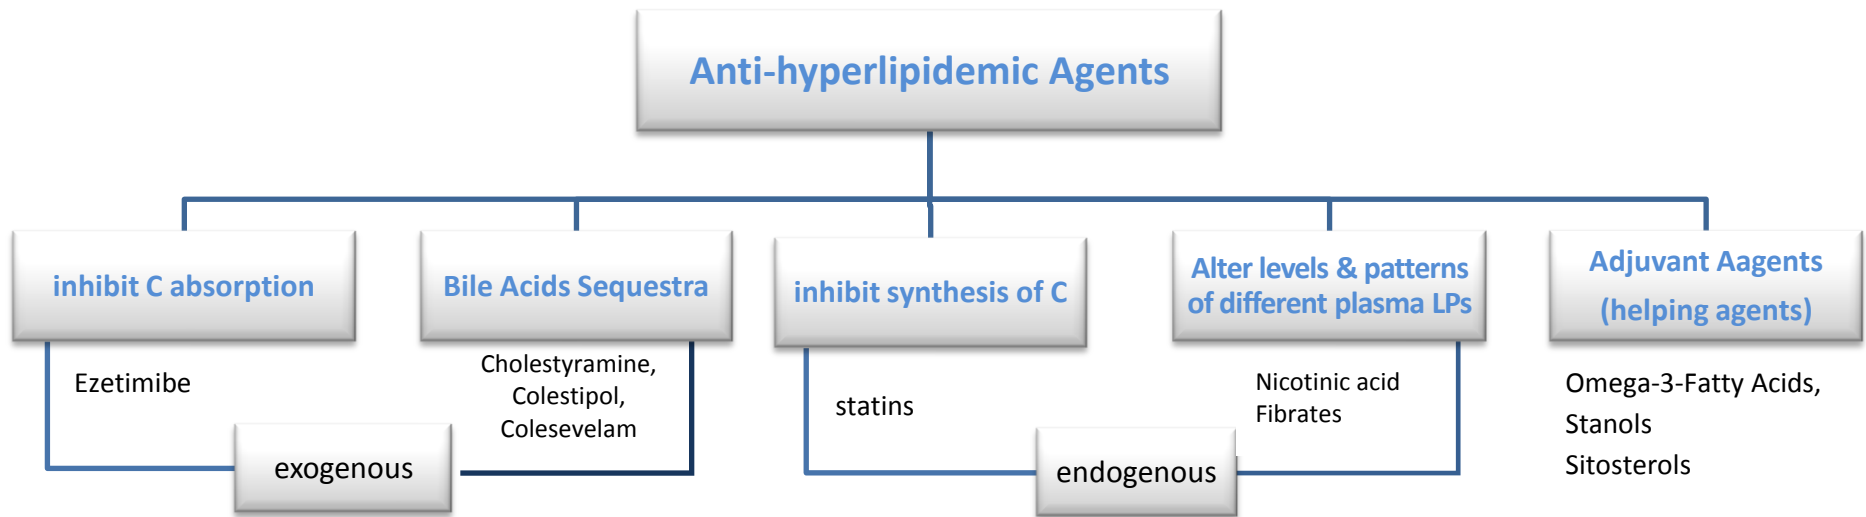 Anti-hyperlipidemic Agents
inhibit C absorption
Bile Acids Sequestra
inhibit synthesis of C
Alter levels & patterns
of different plasma LPs
Adjuvant Aagents
(helping agents)
Ezetimibe
Cholestyramine,
Colestipol,
Colesevelam
statins
Nicotinic acid
Fibrates
Omega-3-Fatty Acids,
Stanols
Sitosterols
exogenous
endogenous